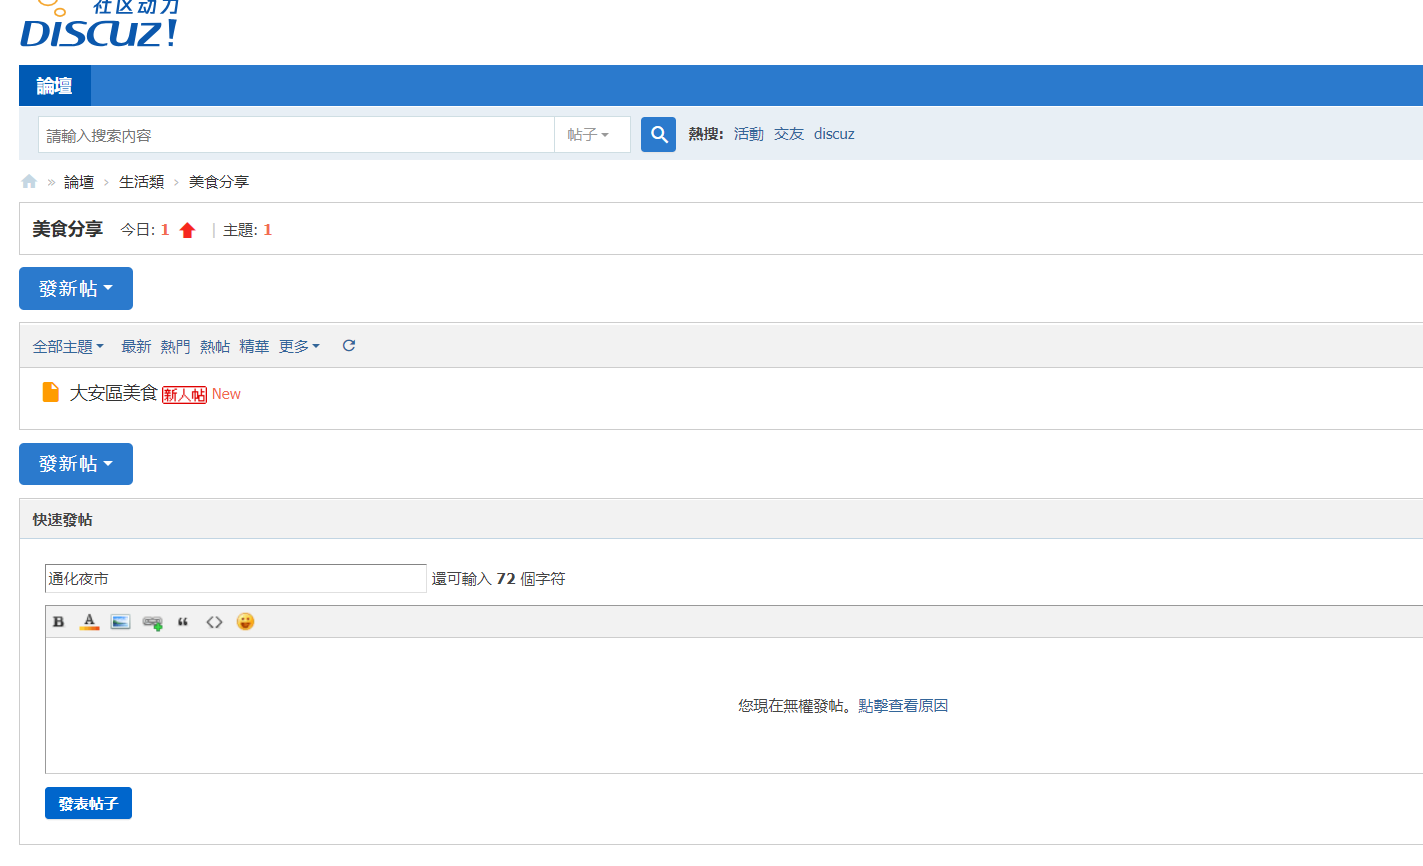 社区动力
DISCUZ!
論壇
請輸入搜索內容 帖子 熱搜: 活動 交友 discuz
» 論壇 › 生活類 › 美食分享
美食分享 今日: 1 | 主題: 1
發新帖
全部主題 最新 熱門 熱帖 精華 更多
大安區美食 新人帖 New
發新帖
快速發帖
通化夜市 還可輸入 72 個字符
B A “ <>
您現在無權發帖。點擊查看原因
發表帖子